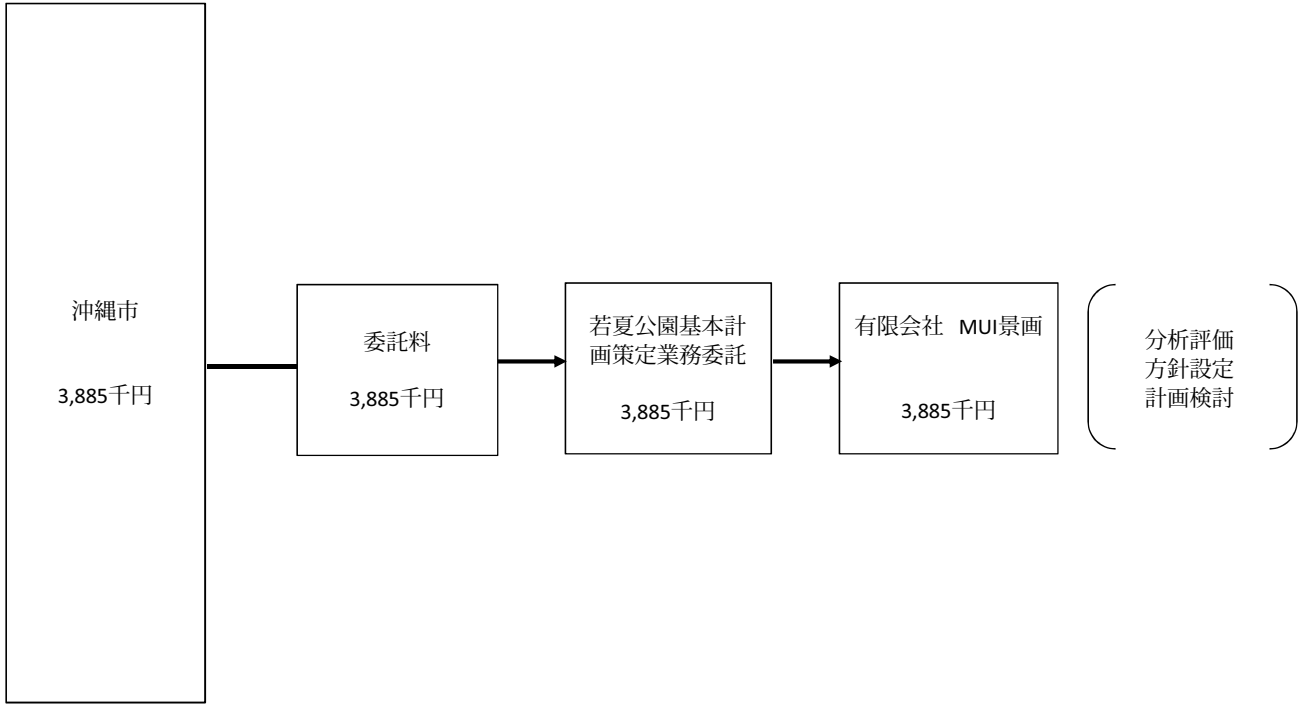 沖縄市
3,885千円
委託料
3,885千円
若夏公園基本計
画策定業務委託
3,885千円
有限会社 MUI景画
3,885千円
分析評価
方針設定
計画検討